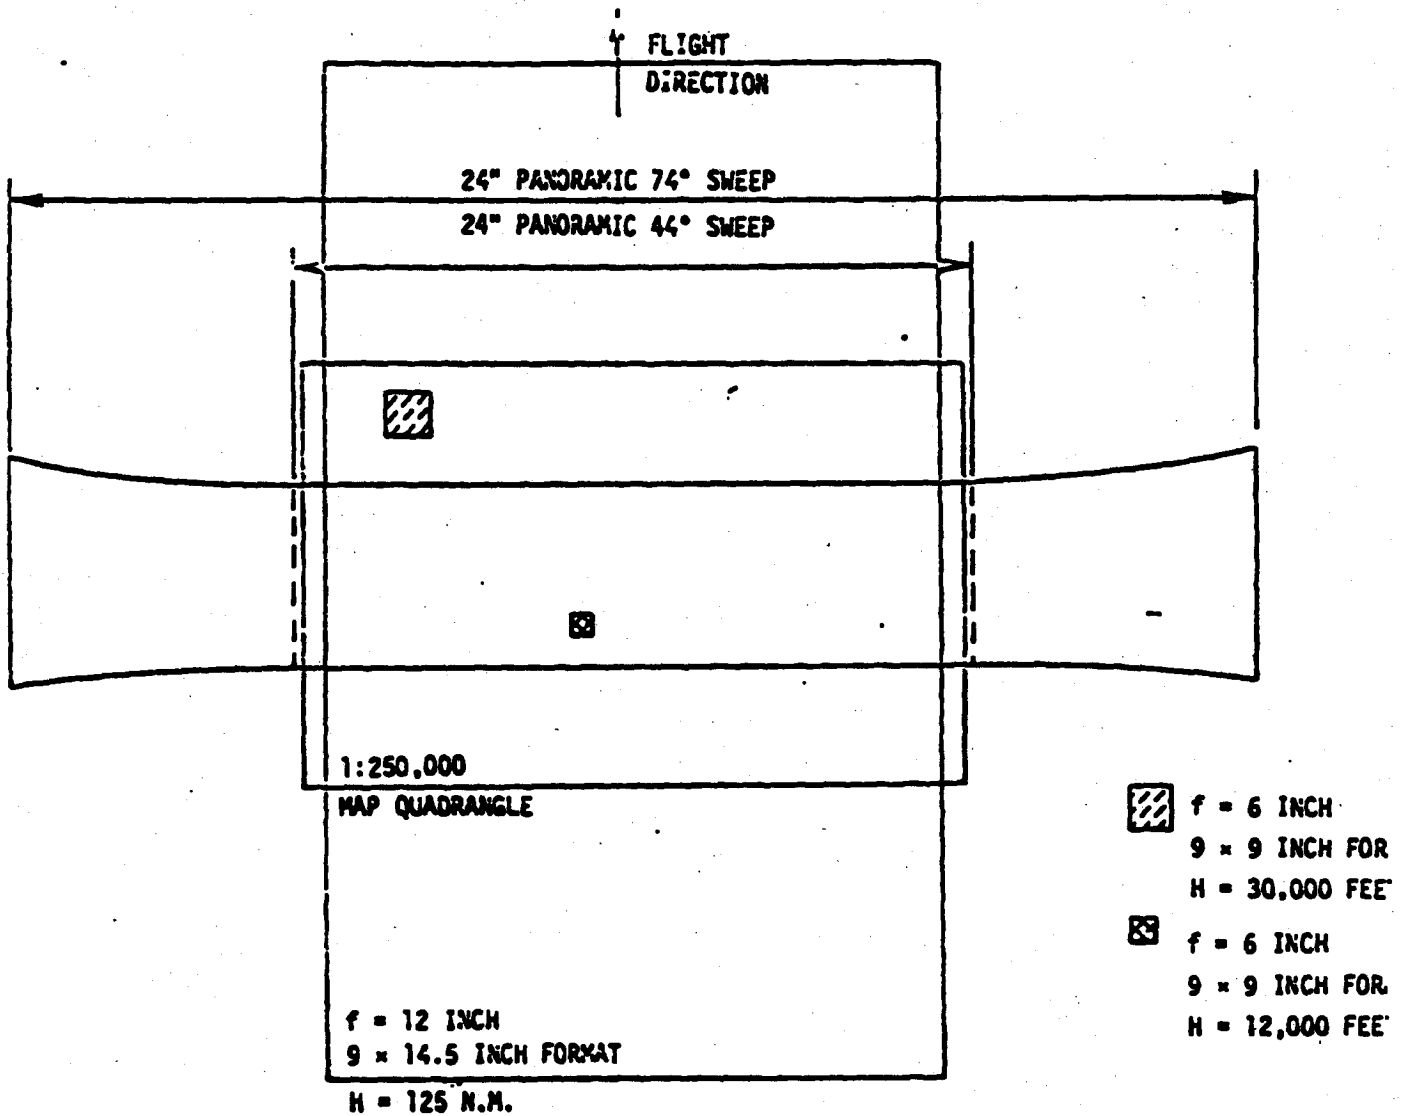 FLIGHT
DIRECTION
24" PANORAMIC 74° SWEEP
24" PANORAMIC 44° SWEEP
1:250,000
MAP QUADRANGLE
f = 6 INCH
9 × 9 INCH FOR
H = 30,000 FEE
f = 6 INCH
9 × 9 INCH FOR
H = 12,000 FEE
f = 12 INCH
9 × 14.5 INCH FORMAT
H = 125 N.M.